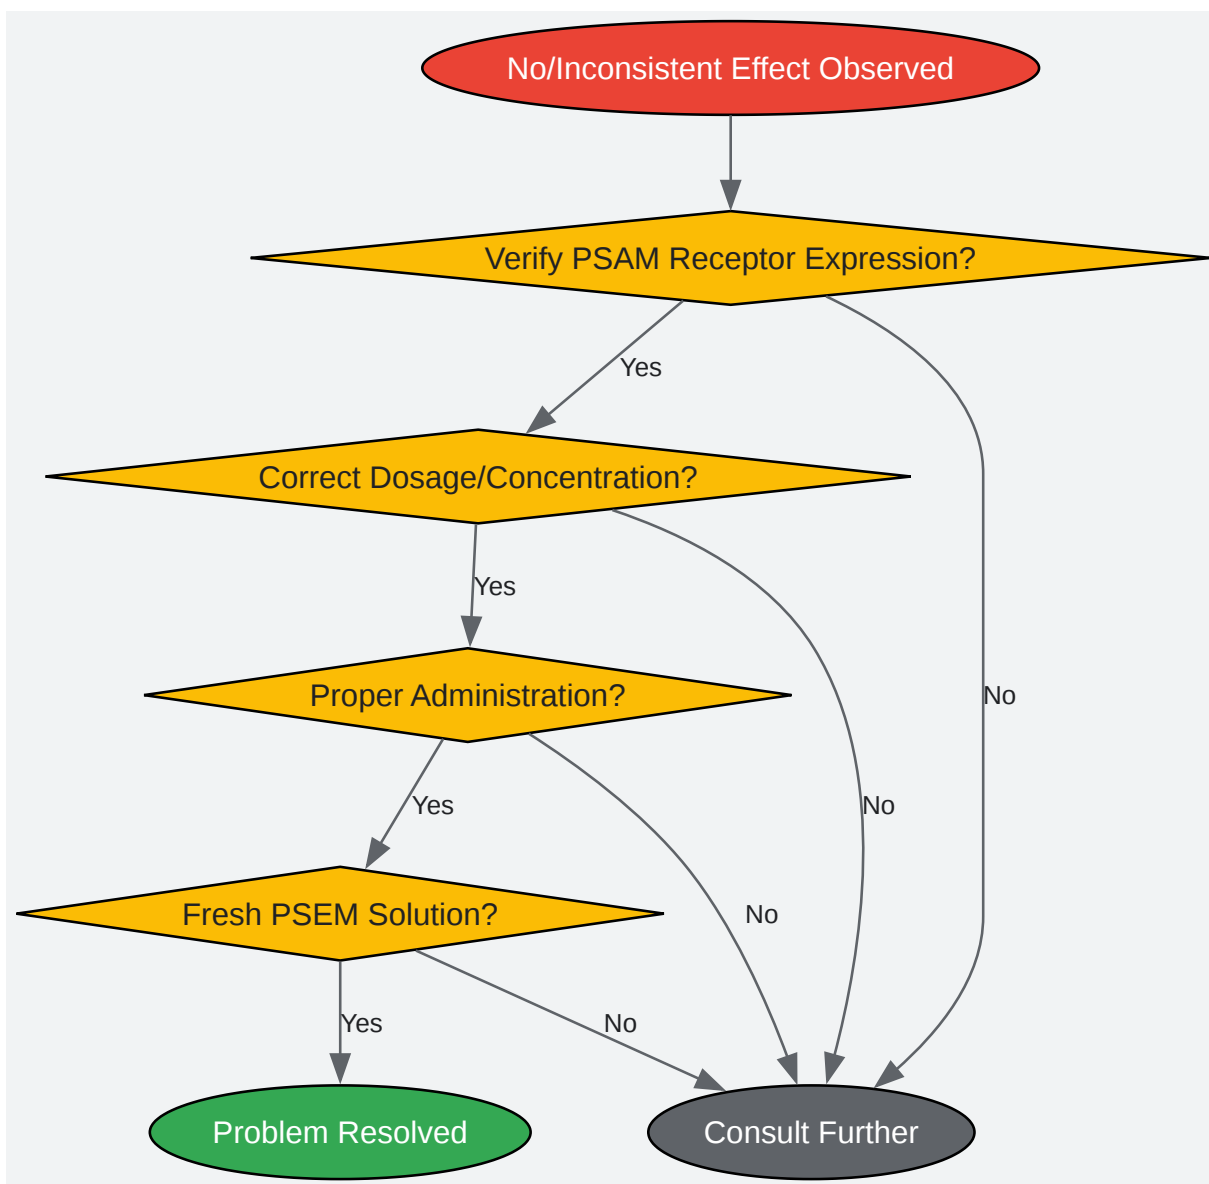 No/Inconsistent Effect Observed
Verify PSAM Receptor Expression?
Yes
Correct Dosage/Concentration?
Yes
Proper Administration?
No
Yes
No
Fresh PSEM Solution?
No
Yes
No
Problem Resolved
Consult Further